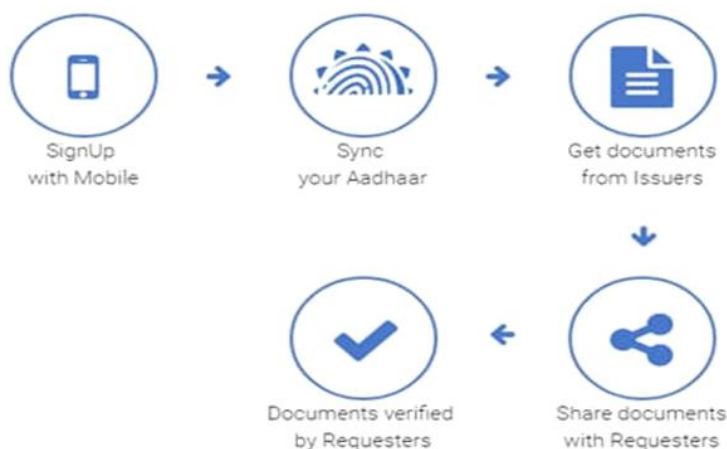 SignUp
with Mobile
Sync
your Aadhaar
Get documents
from Issuers
Share documents
with Requesters
Documents verified
by Requesters